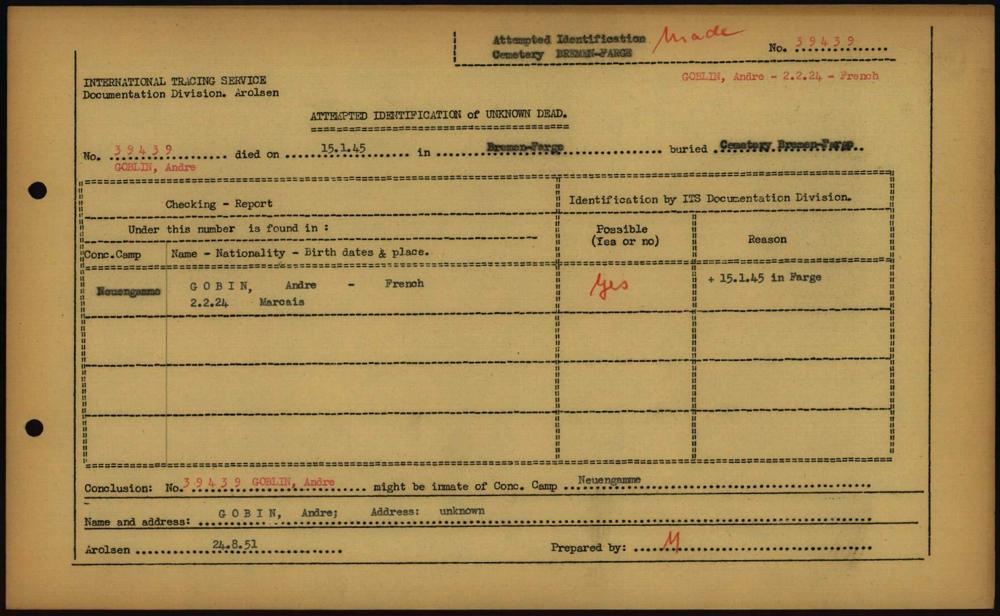 Attempted Identification Made
Cemetery BREMEN-FARGE
No. 39439
GOBLIN, Andre - 2.2.24 - French
INTERNATIONAL TRACING SERVICE
Documentation Division. Arolsen
ATTEMPTED IDENTIFICATION of UNKNOWN DEAD.
No. 39439 died on 15.1.45 in Bremen-Farge buried Cemetery Bremen-Farge
GOBLIN, Andre
Checking - Report
Identification by ITS Documentation Division.
Under this number is found in :
Possible
(Yes or no)
Reason
Conc.Camp
Name - Nationality - Birth dates & place.
Neuengamme
GOBIN, Andre - French
2.2.24 Marcais
Yes
+ 15.1.45 in Farge
Conclusion: No. 39439 GOBLIN, Andre might be inmate of Conc. Camp Neuengamme
Name and address: GOBIN, Andre; Address: unknown
Arolsen 24.8.51
Prepared by: